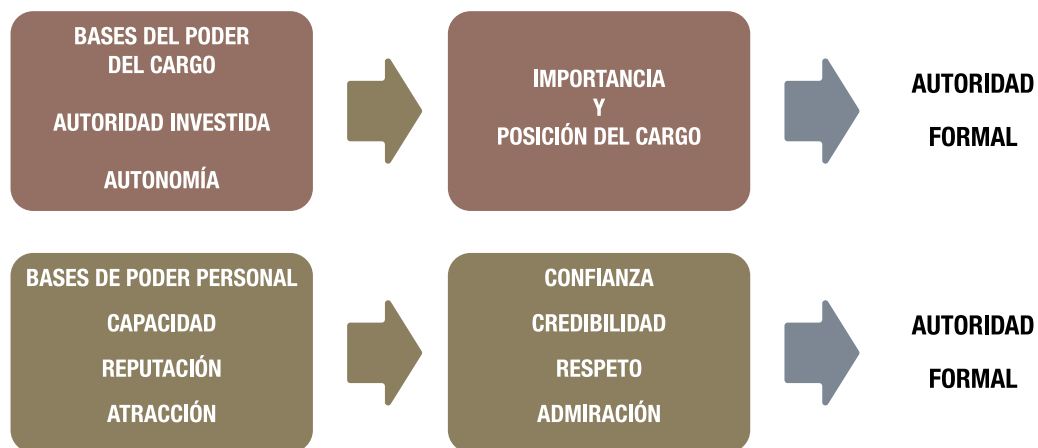 BASES DEL PODER
DEL CARGO
AUTORIDAD INVESTIDA
AUTONOMÍA
IMPORTANCIA
Y
POSICIÓN DEL CARGO
AUTORIDAD
FORMAL
BASES DE PODER PERSONAL
CAPACIDAD
REPUTACIÓN
ATRACCIÓN
CONFIANZA
CREDIBILIDAD
RESPETO
ADMIRACIÓN
AUTORIDAD
FORMAL